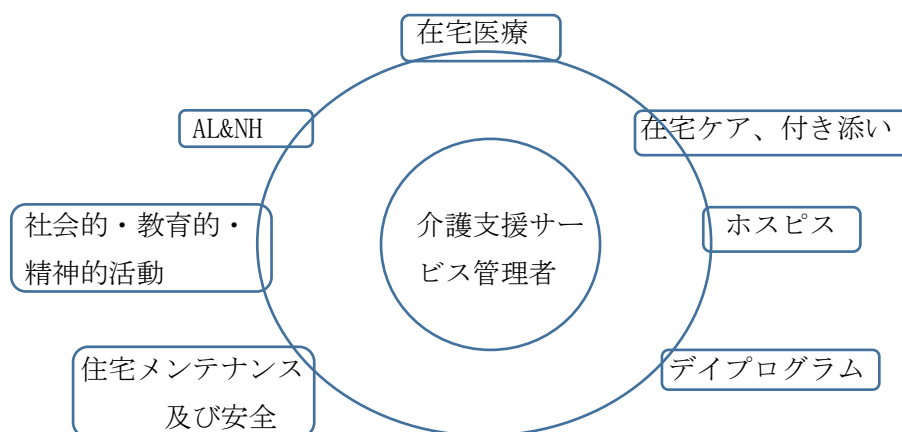 在宅医療
AL&NH
在宅ケア、付き添い
社会的・教育的・
精神的活動
介護支援サー
ビス管理者
ホスピス
住宅メンテナンス
及び安全
デイプログラム